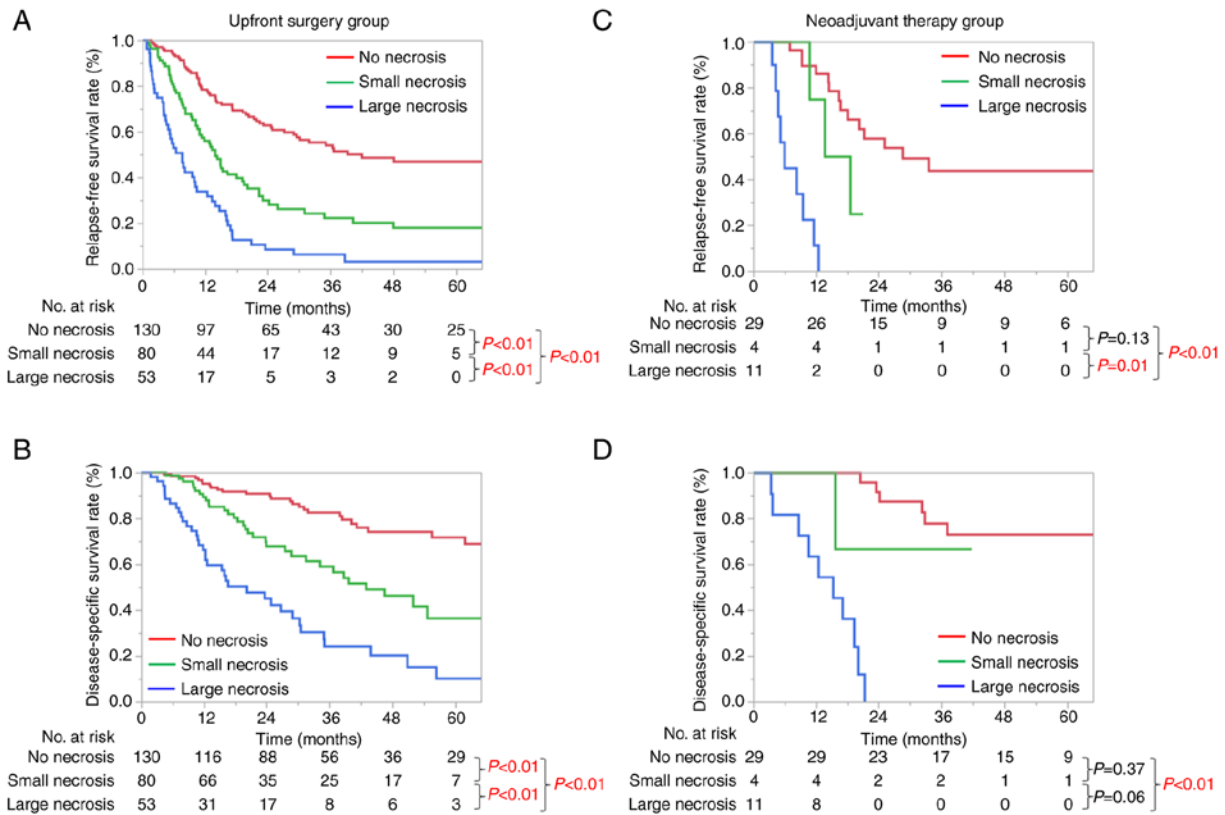 A
Upfront surgery group
Relapse-free survival rate (%)
1.0
0.8
0.6
0.4
0.2
0.0
No necrosis
Small necrosis
Large necrosis
0 12 24 36 48 60
No. at risk
Time (months)
No necrosis 130 97 65 43 30 25
Small necrosis 80 44 17 12 9 5
Large necrosis 53 17 5 3 2 0
P<0.01
P<0.01
P<0.01
C
Neoadjuvant therapy group
Relapse-free survival rate (%)
1.0
0.8
0.6
0.4
0.2
0.0
No necrosis
Small necrosis
Large necrosis
0 12 24 36 48 60
No. at risk
Time (months)
No necrosis 29 26 15 9 9 6
Small necrosis 4 4 1 1 1 1
Large necrosis 11 2 0 0 0 0
P=0.13
P=0.01
P<0.01
B
Disease-specific survival rate (%)
1.0
0.8
0.6
0.4
0.2
0.0
No necrosis
Small necrosis
Large necrosis
0 12 24 36 48 60
No. at risk
Time (months)
No necrosis 130 116 88 56 36 29
Small necrosis 80 66 35 25 17 7
Large necrosis 53 31 17 8 6 3
P<0.01
P<0.01
P<0.01
D
Disease-specific survival rate (%)
1.0
0.8
0.6
0.4
0.2
0.0
No necrosis
Small necrosis
Large necrosis
0 12 24 36 48 60
No. at risk
Time (months)
No necrosis 29 29 23 17 15 9
Small necrosis 4 4 2 2 1 1
Large necrosis 11 8 0 0 0 0
P=0.37
P=0.06
P<0.01